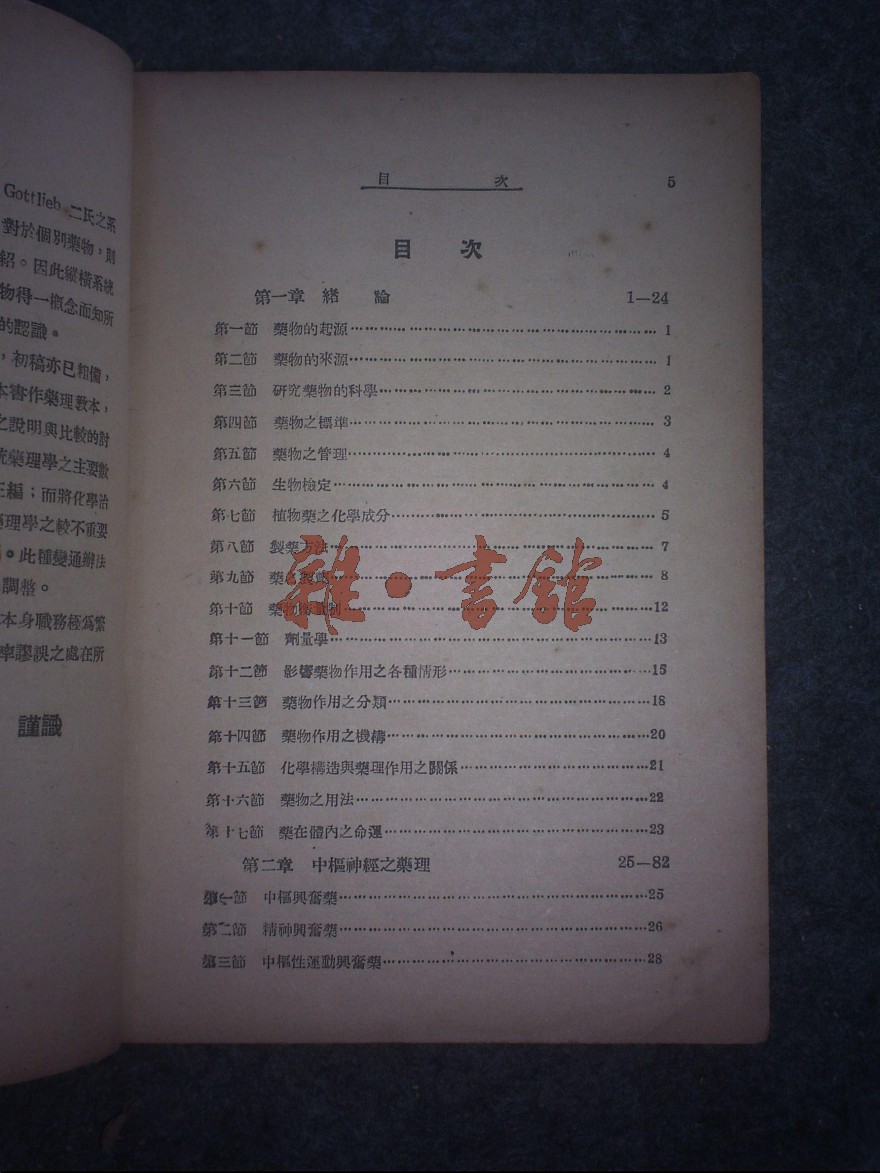 Gottlieb 二氏之系
對於個別藥物，則
紹。因此縱橫系統
物得一概念而知所
的認識。
，初稿亦已粗備，
本書作藥理教本，
之說明與比較的討
統藥理學之主要數
三編；而將化學治
藥理學之較不重要
。此種變通辦法
調整。
本身職務極爲繁
率謬誤之處在所
謹識
目 次 5
目 次
第一章 緒 論 1—24
第一節 藥物的起源 1
第二節 藥物的來源 1
第三節 研究藥物的科學 2
第四節 藥物之標準 3
第五節 藥物之管理 4
第六節 生物檢定 4
第七節 植物藥之化學成分 5
第八節 製藥方法 7
第九節 藥 8
第十節 藥物 制 12
第十一節 劑量學 13
第十二節 影響藥物作用之各種情形 15
第十三節 藥物作用之分類 18
第十四節 藥物作用之機構 20
第十五節 化學構造與藥理作用之關係 21
第十六節 藥物之用法 22
第十七節 藥在體內之命運 23
第二章 中樞神經之藥理 25—82
第一節 中樞興奮藥 25
第二節 精神興奮藥 26
第三節 中樞性運動興奮藥 28
雜·書館